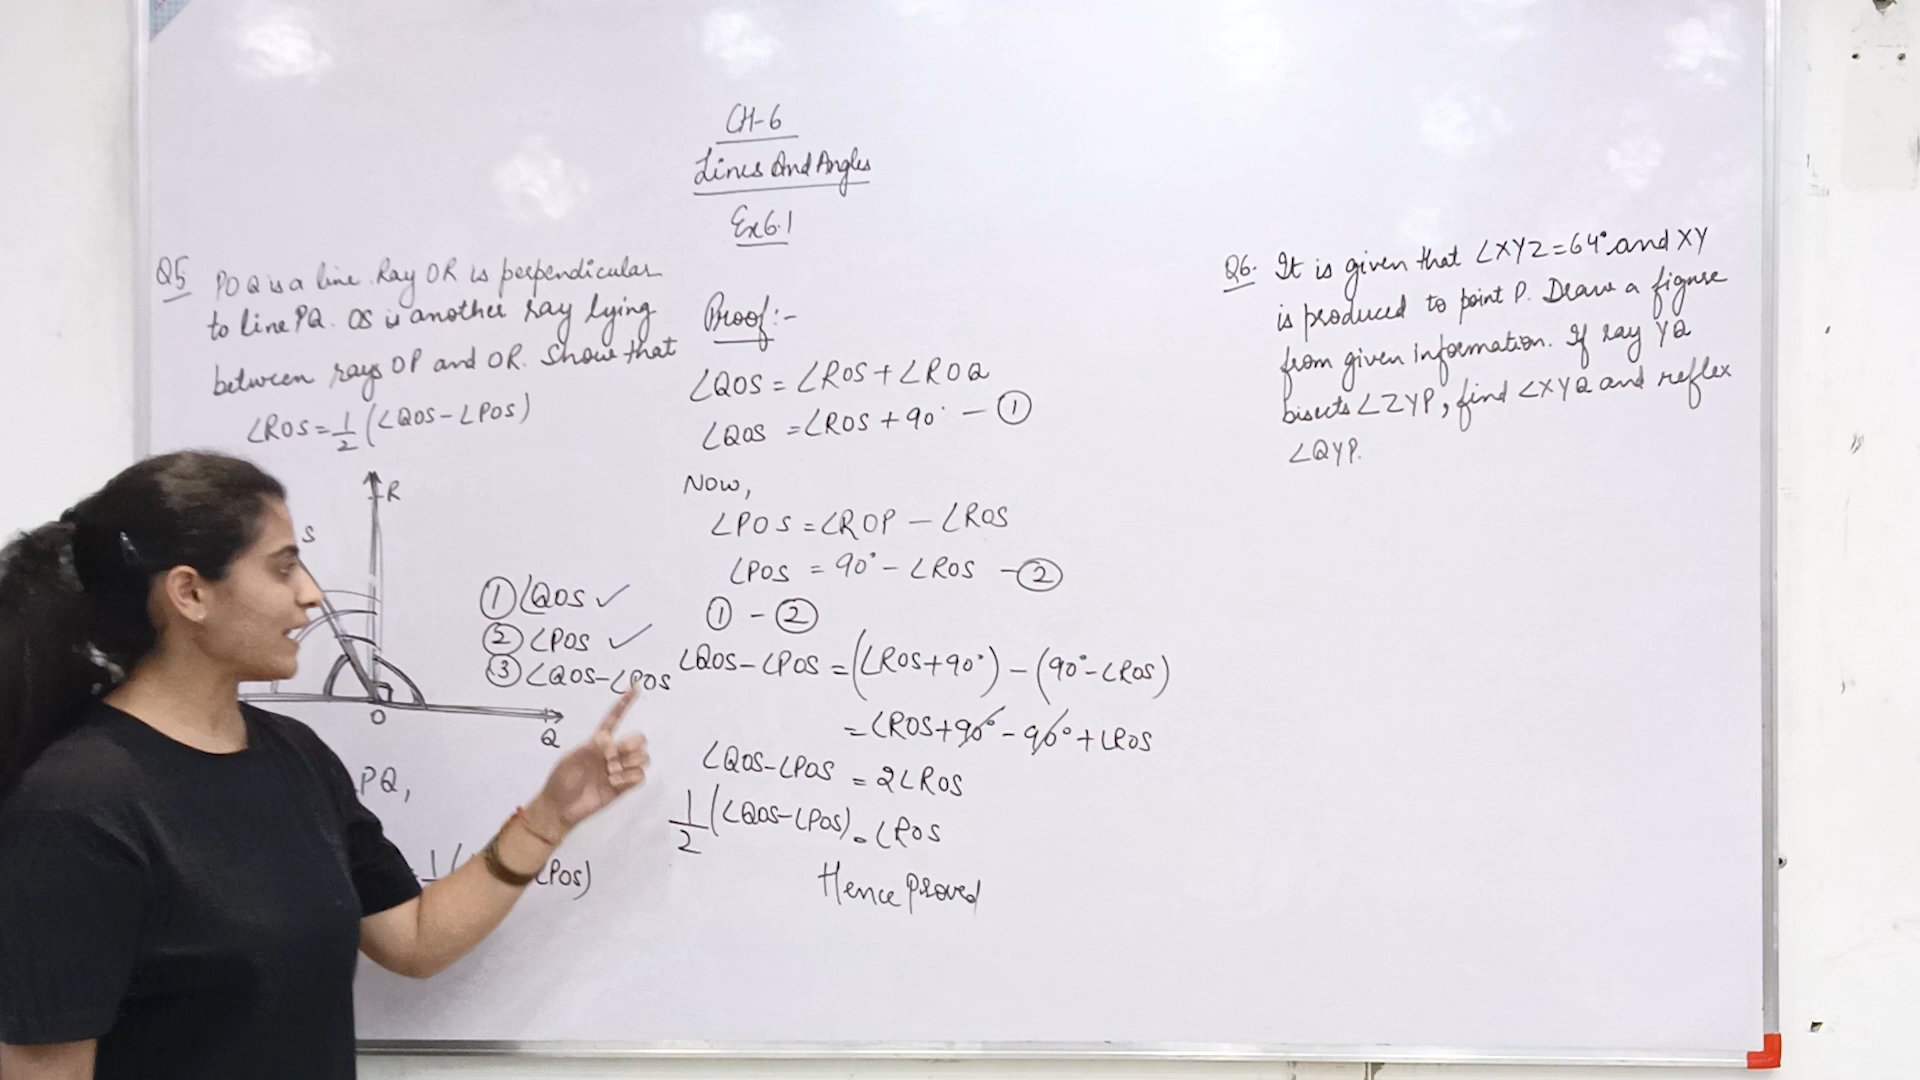 CH-6
Lines And Angles
Ex 6.1
Q5 POQ is a line. Ray OR is perpendicular
to line PQ. OS is another ray lying
between rays OP and OR. Show that
∠ROS = 1/2 (∠QOS - ∠POS)
R
S
O
Q
① ∠QOS ✓
② ∠POS ✓
③ ∠QOS - ∠POS
PQ,
1/2 ( ∠POS)
Proof:-
∠QOS = ∠ROS + ∠ROQ
∠QOS = ∠ROS + 90° - ①
Now,
∠POS = ∠ROP - ∠ROS
∠POS = 90° - ∠ROS - ②
① - ②
∠QOS - ∠POS = (∠ROS + 90°) - (90° - ∠ROS)
= ∠ROS + 90° - 90° + ∠ROS
∠QOS - ∠POS = 2∠ROS
1/2 (∠QOS - ∠POS) = ∠ROS
Hence Proved
Q6. It is given that ∠XYZ = 64° and XY
is produced to point P. Draw a figure
from given information. If ray YQ
bisects ∠ZYP, find ∠XYQ and reflex
∠QYP.